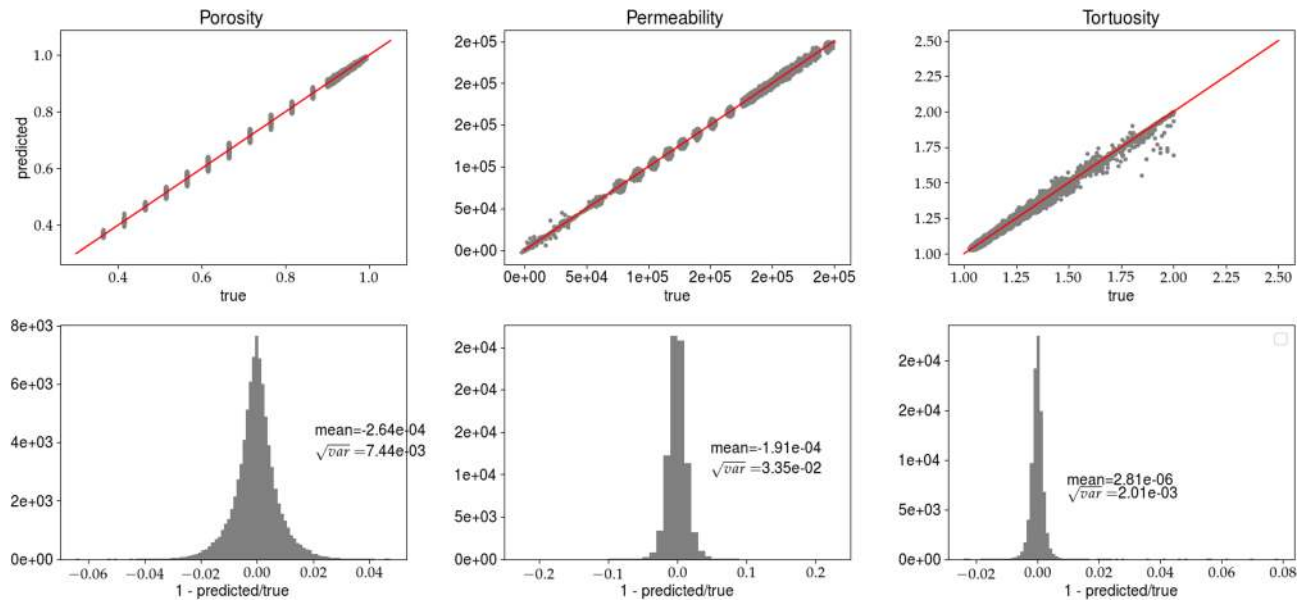 Porosity
Permeability
Tortuosity
predicted
1.0
0.8
0.6
0.4
0.4
0.6
0.8
1.0
true
2e+05
2e+05
2e+05
1e+05
5e+04
0e+00
0e+00
5e+04
1e+05
2e+05
2e+05
true
2.50
2.25
2.00
1.75
1.50
1.25
1.00
1.00
1.25
1.50
1.75
2.00
2.25
2.50
true
8e+03
6e+03
4e+03
2e+03
0e+00
mean=-2.64e-04
√var =7.44e-03
−0.06
−0.04
−0.02
0.00
0.02
0.04
1 - predicted/true
2e+04
2e+04
1e+04
5e+03
0e+00
mean=-1.91e-04
√var =3.35e-02
−0.2
−0.1
0.0
0.1
0.2
1 - predicted/true
2e+04
2e+04
1e+04
5e+03
0e+00
mean=2.81e-06
√var =2.01e-03
−0.02
0.00
0.02
0.04
0.06
0.08
1 - predicted/true